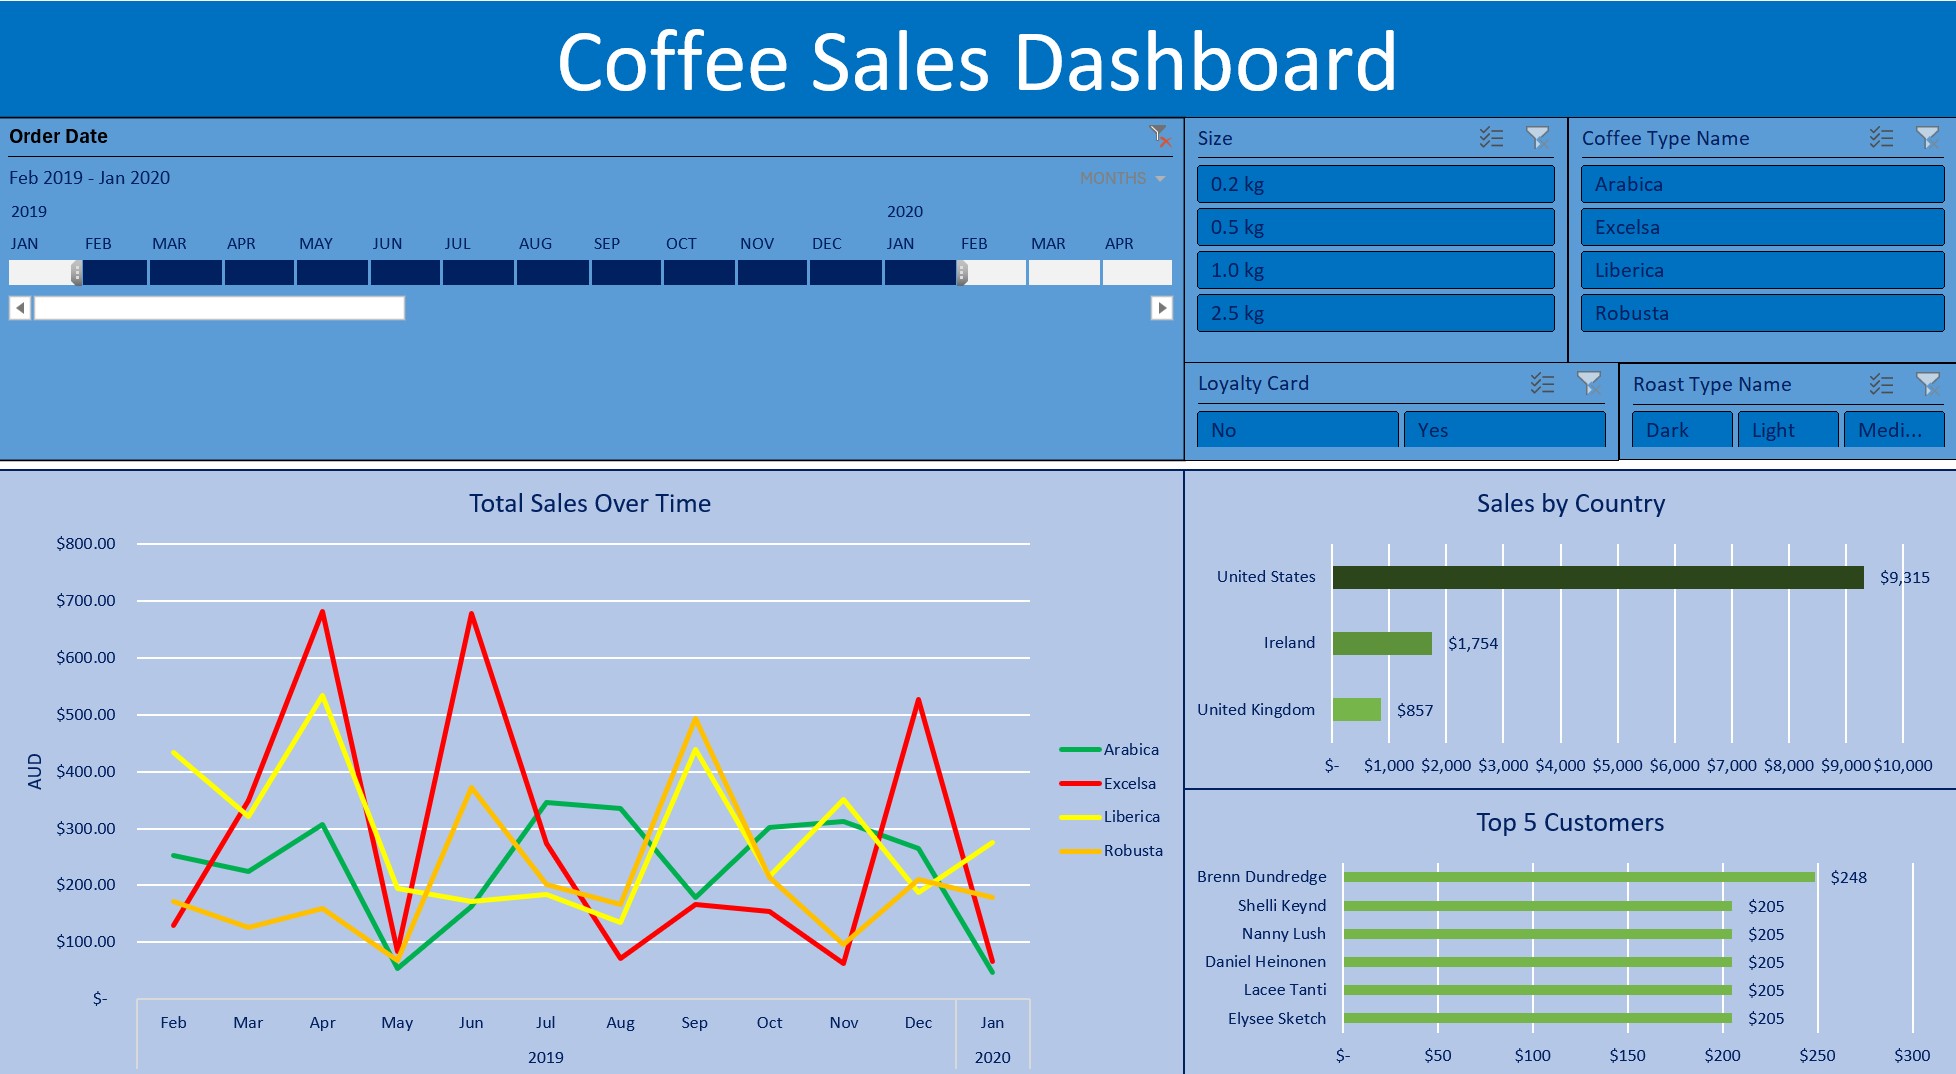 Coffee Sales Dashboard
Order Date
Feb 2019 - Jan 2020
MONTHS
2019 2020
JAN FEB MAR APR MAY JUN JUL AUG SEP OCT NOV DEC JAN FEB MAR APR
Size
0.2 kg
0.5 kg
1.0 kg
2.5 kg
Coffee Type Name
Arabica
Excelsa
Liberica
Robusta
Loyalty Card
No Yes
Roast Type Name
Dark Light Medi...
Total Sales Over Time
$800.00
$700.00
$600.00
$500.00
$400.00
$300.00
$200.00
$100.00
$-
AUD
Feb Mar Apr May Jun Jul Aug Sep Oct Nov Dec Jan
2019 2020
Arabica
Excelsa
Liberica
Robusta
Sales by Country
United States $9,315
Ireland $1,754
United Kingdom $857
$- $1,000 $2,000 $3,000 $4,000 $5,000 $6,000 $7,000 $8,000 $9,000 $10,000
Top 5 Customers
Brenn Dundredge $248
Shelli Keynd $205
Nanny Lush $205
Daniel Heinonen $205
Lacee Tanti $205
Elysee Sketch $205
$- $50 $100 $150 $200 $250 $300